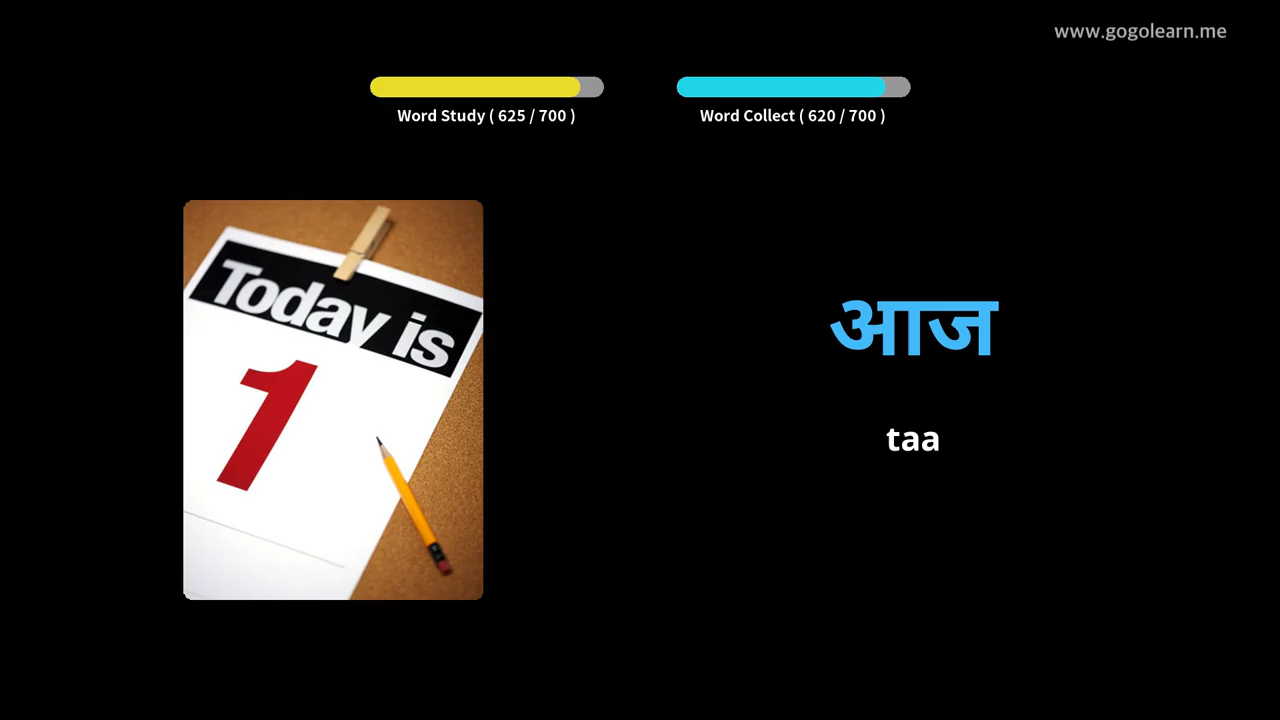 www.gogolearn.me
Word Study ( 625 / 700 )
Word Collect ( 620 / 700 )
Today is
1
आज
taa